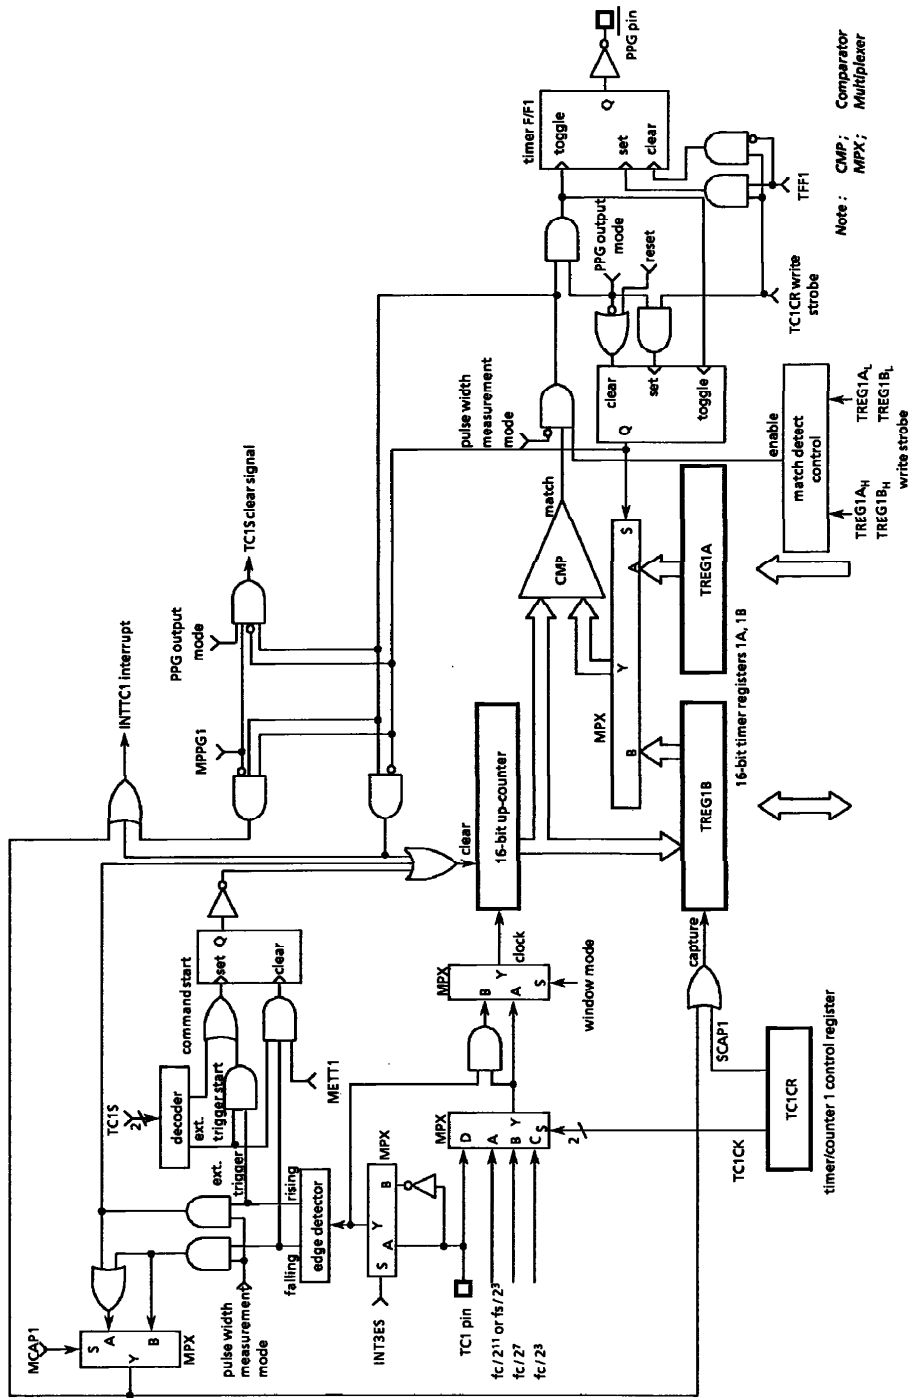 PPG pin
timer F/F1
toggle
set
clear
Q
TFF1
Note : CMP ; Comparator
MPX ; Multiplexer
PPG output
mode
reset
TC1CR write
strobe
clear
set
toggle
Q
pulse width
measurement
mode
enable
match detect
control
TREG1AH TREG1AL
TREG1BH TREG1BL
write strobe
TC1S clear signal
PPG output
mode
MPPG1
INTTC1 interrupt
match
CMP
S
A
Y
B
MPX
TREG1A
TREG1B
16-bit timer registers 1A, 1B
16-bit up-counter
clear
clock
capture
command start
set
Q
clear
TC1S
2
decoder
ext.
trigger start
ext.
trigger
METT1
MPX
B
Y
A
S
window mode
SCAP1
TC1CR
timer/counter 1 control register
TC1CK
2
MPX
D
A
B
Y
C
S
MPX
S
A
Y
B
rising
edge detector
falling
INT3ES
TC1 pin
fc/2¹¹ or fs/2³
fc/2⁷
fc/2³
pulse width
measurement
mode
MCAP1
S
A
Y
B
MPX